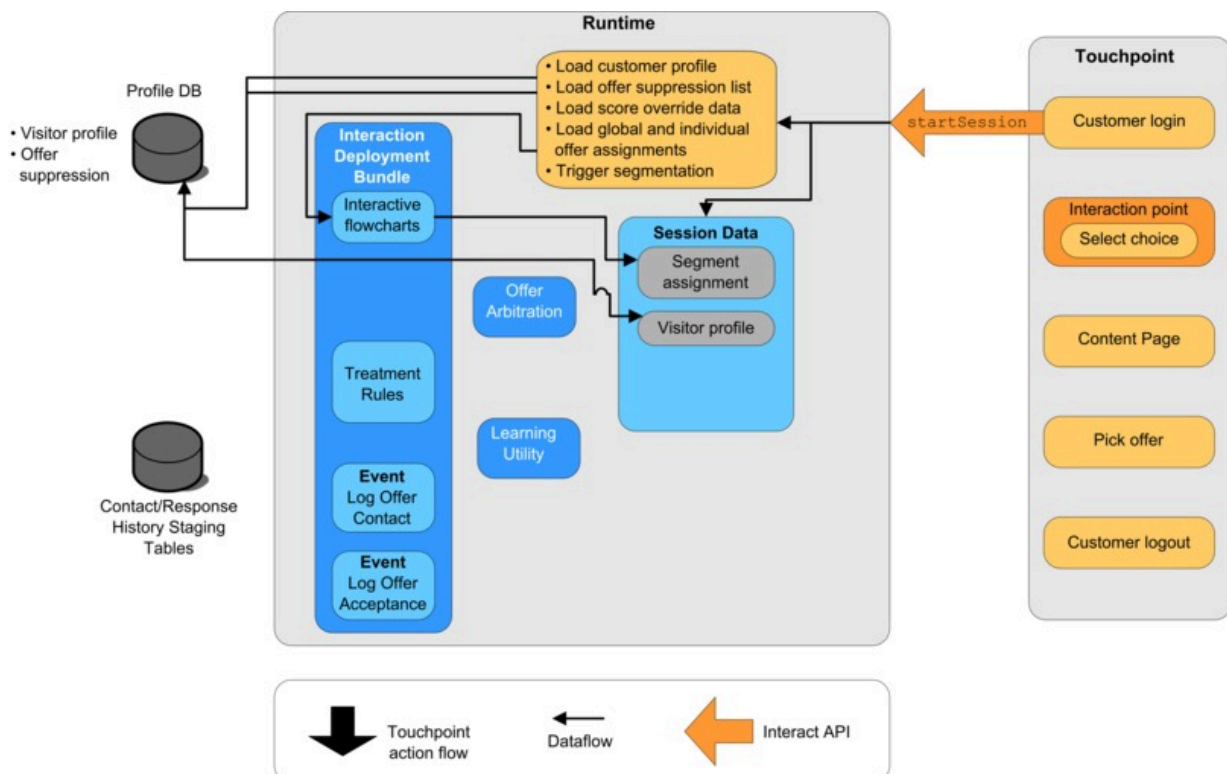 Runtime
Profile DB
• Visitor profile
• Offer
suppression
• Load customer profile
• Load offer suppression list
• Load score override data
• Load global and individual
offer assignments
• Trigger segmentation
startSession
Touchpoint
Customer login
Interaction point
Select choice
Content Page
Pick offer
Customer logout
Interaction
Deployment
Bundle
Interactive
flowcharts
Treatment
Rules
Event
Log Offer
Contact
Event
Log Offer
Acceptance
Offer
Arbitration
Learning
Utility
Session Data
Segment
assignment
Visitor profile
Contact/Response
History Staging
Tables
Touchpoint
action flow
Dataflow
Interact API